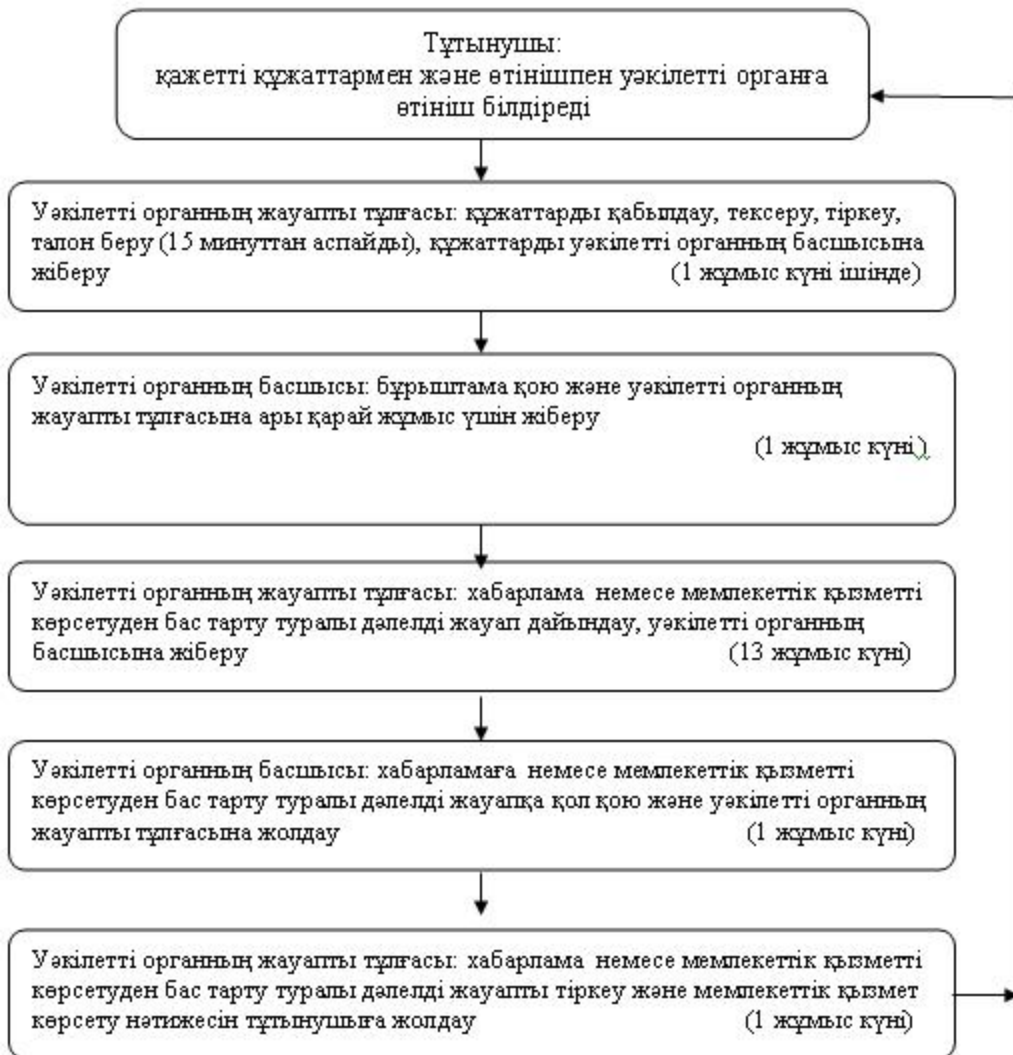 Тұтынушы:
қажетті құжаттармен және өтінішпен уәкілетті органға
өтініш білдіреді
Уәкілетті органның жауапты тұлғасы: құжаттарды қабылдау, тексеру, тіркеу,
талон беру (15 минуттан аспайды), құжаттарды уәкілетті органның басшысына
жіберу (1 жұмыс күні ішінде)
Уәкілетті органның басшысы: бұрыштама қою және уәкілетті органның
жауапты тұлғасына ары қарай жұмыс үшін жіберу
(1 жұмыс күні)
Уәкілетті органның жауапты тұлғасы: хабарлама немесе мемлекеттік қызметті
көрсетуден бас тарту туралы дәлелді жауап дайындау, уәкілетті органның
басшысына жіберу (13 жұмыс күні)
Уәкілетті органның басшысы: хабарламаға немесе мемлекеттік қызметті
көрсетуден бас тарту туралы дәлелді жауапқа қол қою және уәкілетті органның
жауапты тұлғасына жолдау (1 жұмыс күні)
Уәкілетті органның жауапты тұлғасы: хабарлама немесе мемлекеттік қызметті
көрсетуден бас тарту туралы дәлелді жауапты тіркеу және мемлекеттік қызмет
көрсету нәтижесін тұтынушыға жолдау (1 жұмыс күні)